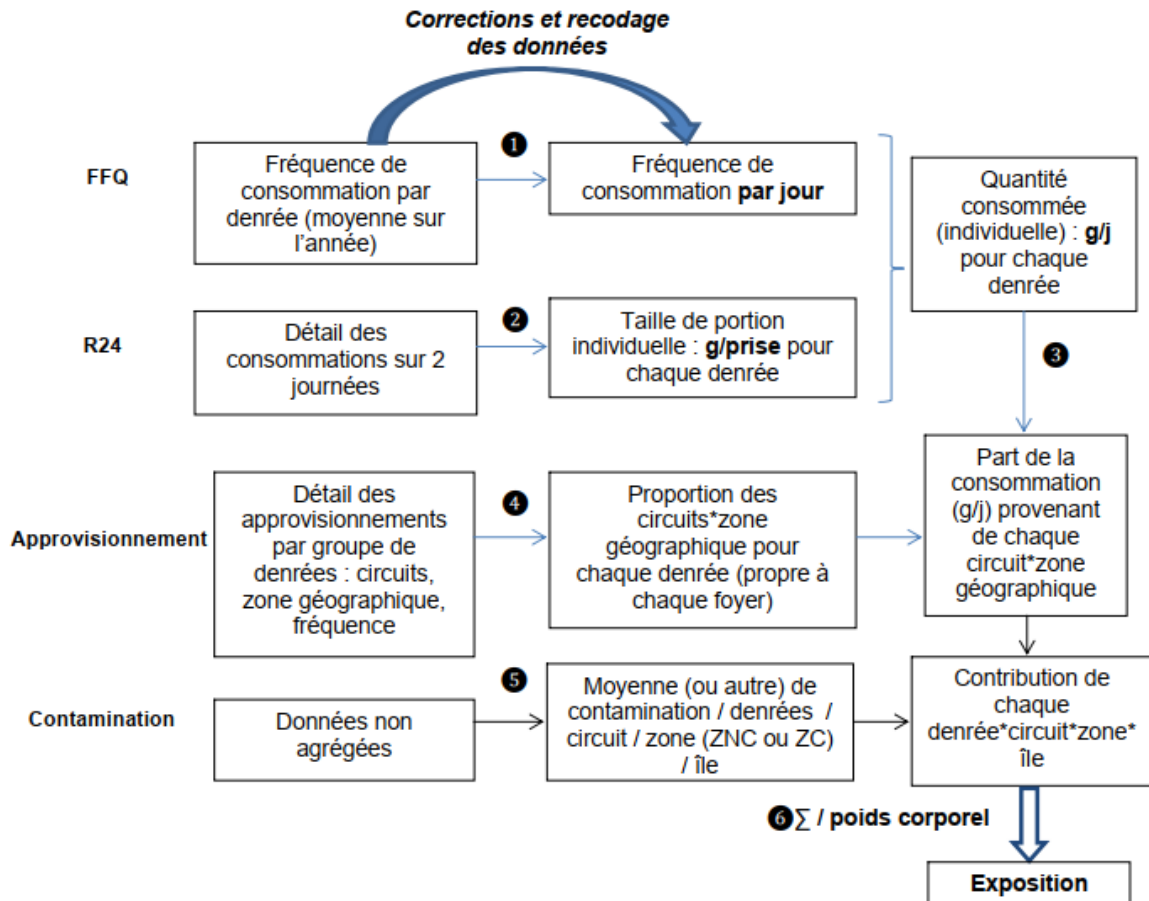 Corrections et recodage
des données
FFQ
Fréquence de
consommation par
denrée (moyenne sur
l'année)
❶
Fréquence de
consommation par jour
Quantité
consommée
(individuelle) : g/j
pour chaque
denrée
R24
Détail des
consommations sur 2
journées
❷
Taille de portion
individuelle : g/prise pour
chaque denrée
❸
Approvisionnement
Détail des
approvisionnements
par groupe de
denrées : circuits,
zone géographique,
fréquence
❹
Proportion des
circuits*zone
géographique pour
chaque denrée (propre à
chaque foyer)
Part de la
consommation
(g/j) provenant
de chaque
circuit*zone
géographique
Contamination
Données non
agrégées
❺
Moyenne (ou autre) de
contamination / denrées /
circuit / zone (ZNC ou ZC)
/ île
Contribution de
chaque
denrée*circuit*zone*
île
❻∑ / poids corporel
Exposition